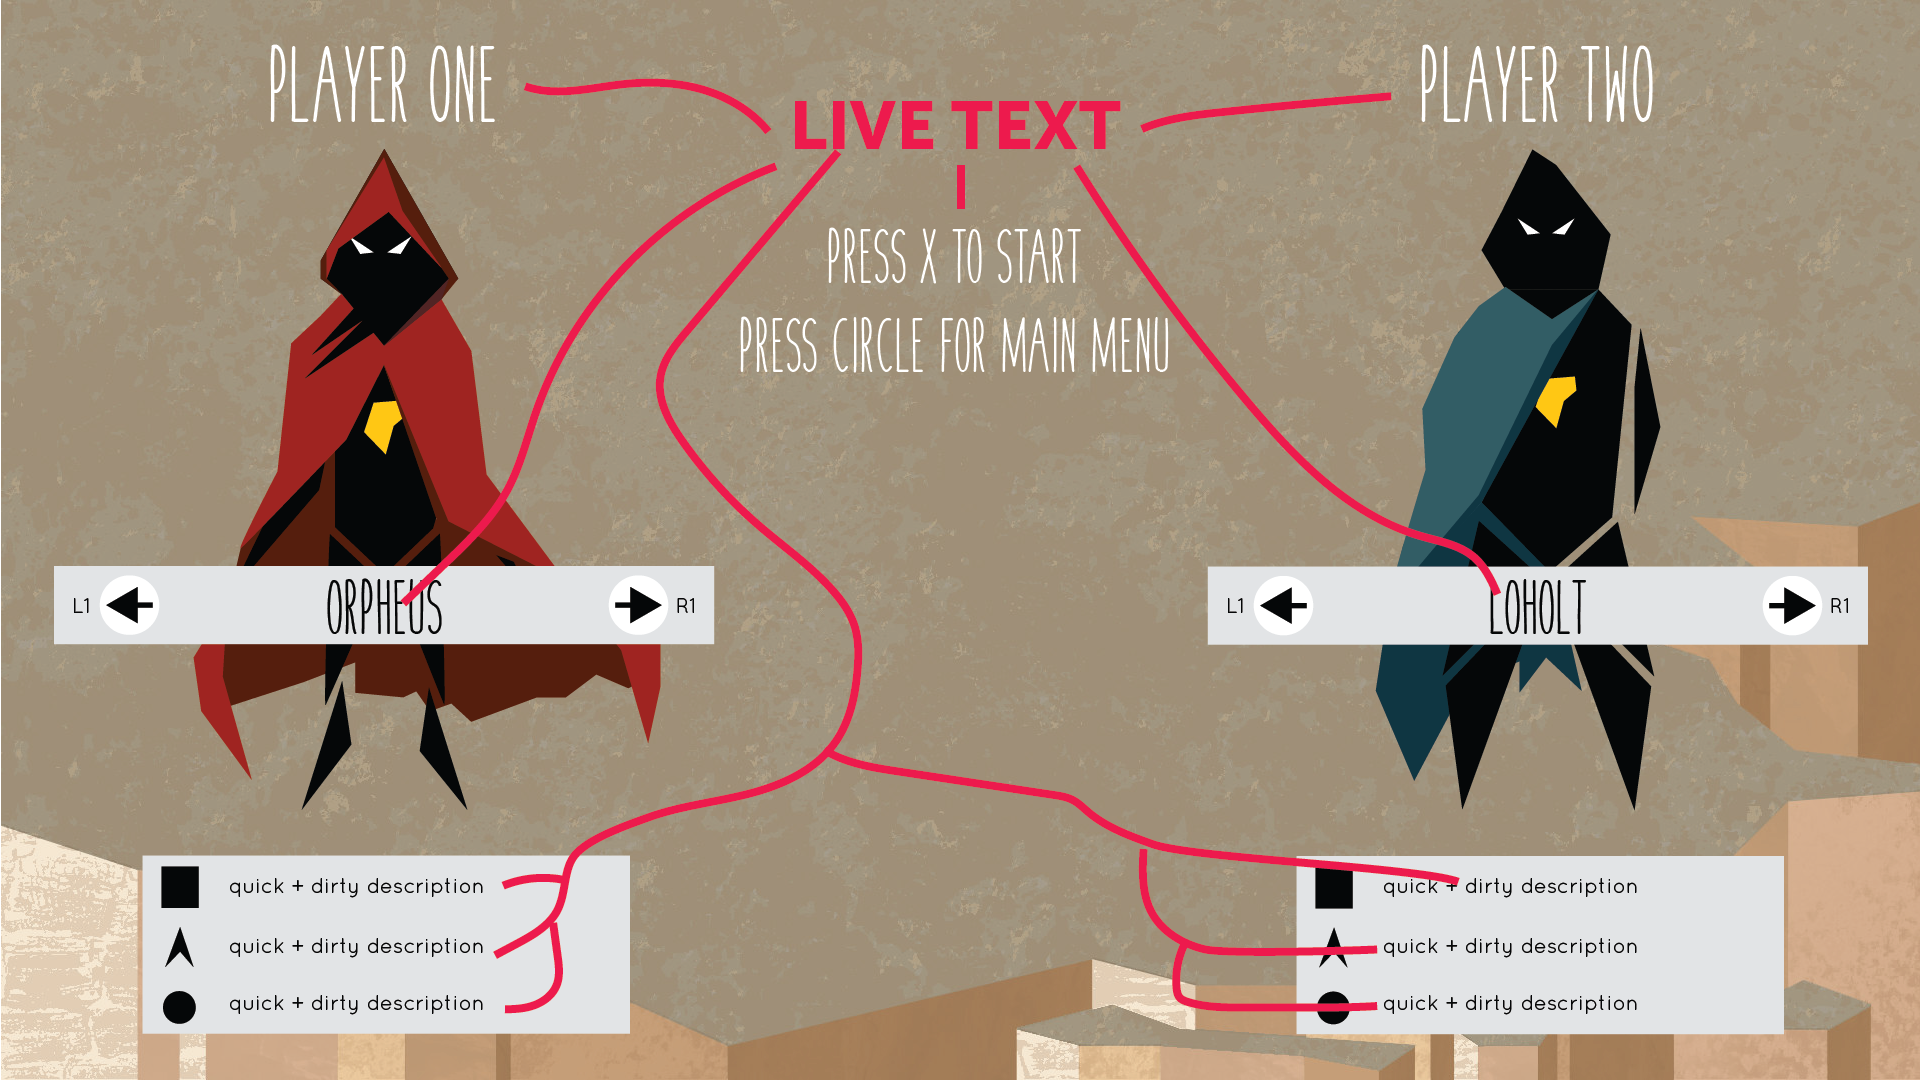 PLAYER ONE
PLAYER TWO
LIVE TEXT
PRESS X TO START
PRESS CIRCLE FOR MAIN MENU
L1 ORPHEUS R1
L1 LOHOLT R1
quick + dirty description
quick + dirty description
quick + dirty description
quick + dirty description
quick + dirty description
quick + dirty description